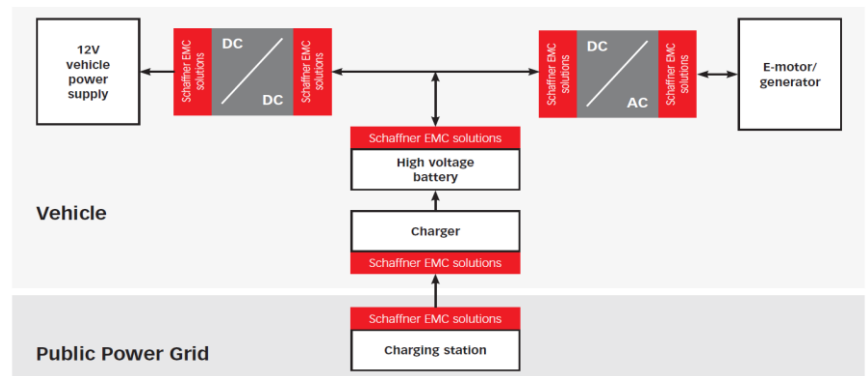 12V
vehicle
power
supply
Schaffner EMC
solutions
DC
DC
Schaffner EMC
solutions
Schaffner EMC
solutions
DC
AC
Schaffner EMC
solutions
E-motor/
generator
Schaffner EMC solutions
High voltage
battery
Vehicle
Charger
Schaffner EMC solutions
Schaffner EMC solutions
Public Power Grid
Charging station